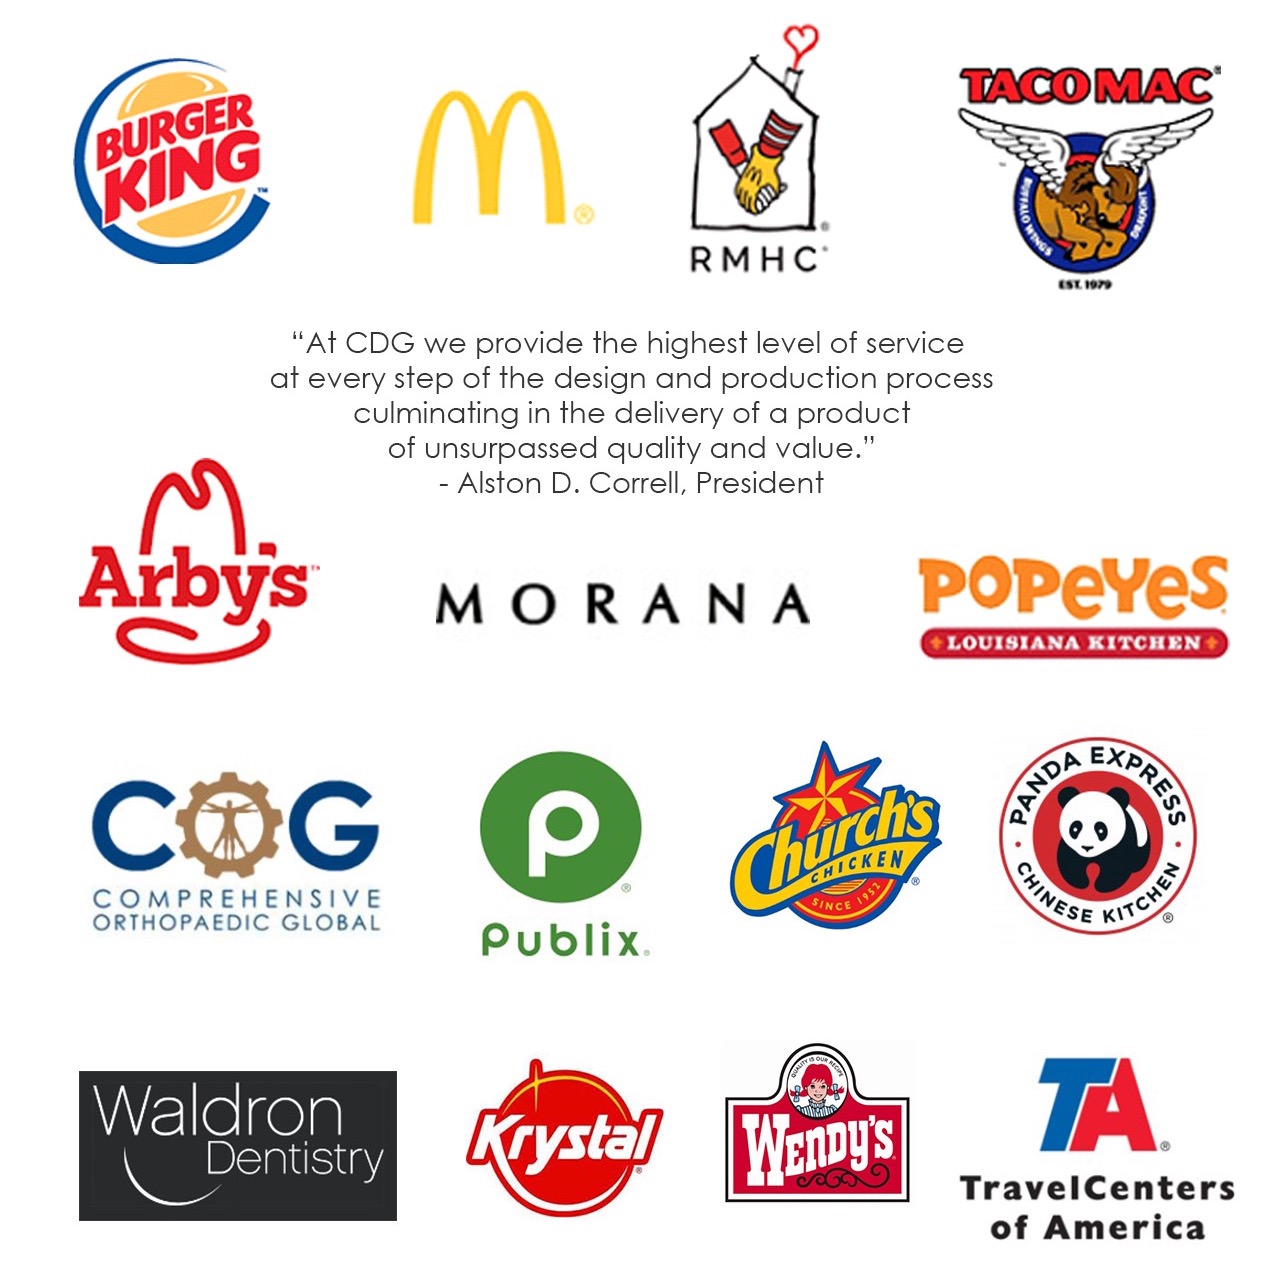 BURGER
KING
™
M
®
RMHC®
TACO MAC®
BUFFALO WINGS
DRAUGHT
EST. 1979
“At CDG we provide the highest level of service
at every step of the design and production process
culminating in the delivery of a product
of unsurpassed quality and value.”
- Alston D. Correll, President
Arby's™
MORANA
POPEYES
LOUISIANA KITCHEN
COG
COMPREHENSIVE
ORTHOPAEDIC GLOBAL
P
®
Publix®
Church's
CHICKEN
SINCE 1952
®
PANDA EXPRESS
CHINESE KITCHEN
®
Waldron
Dentistry
Krystal
®
QUALITY IS OUR RECIPE
WENDY'S
TA®
TravelCenters
of America